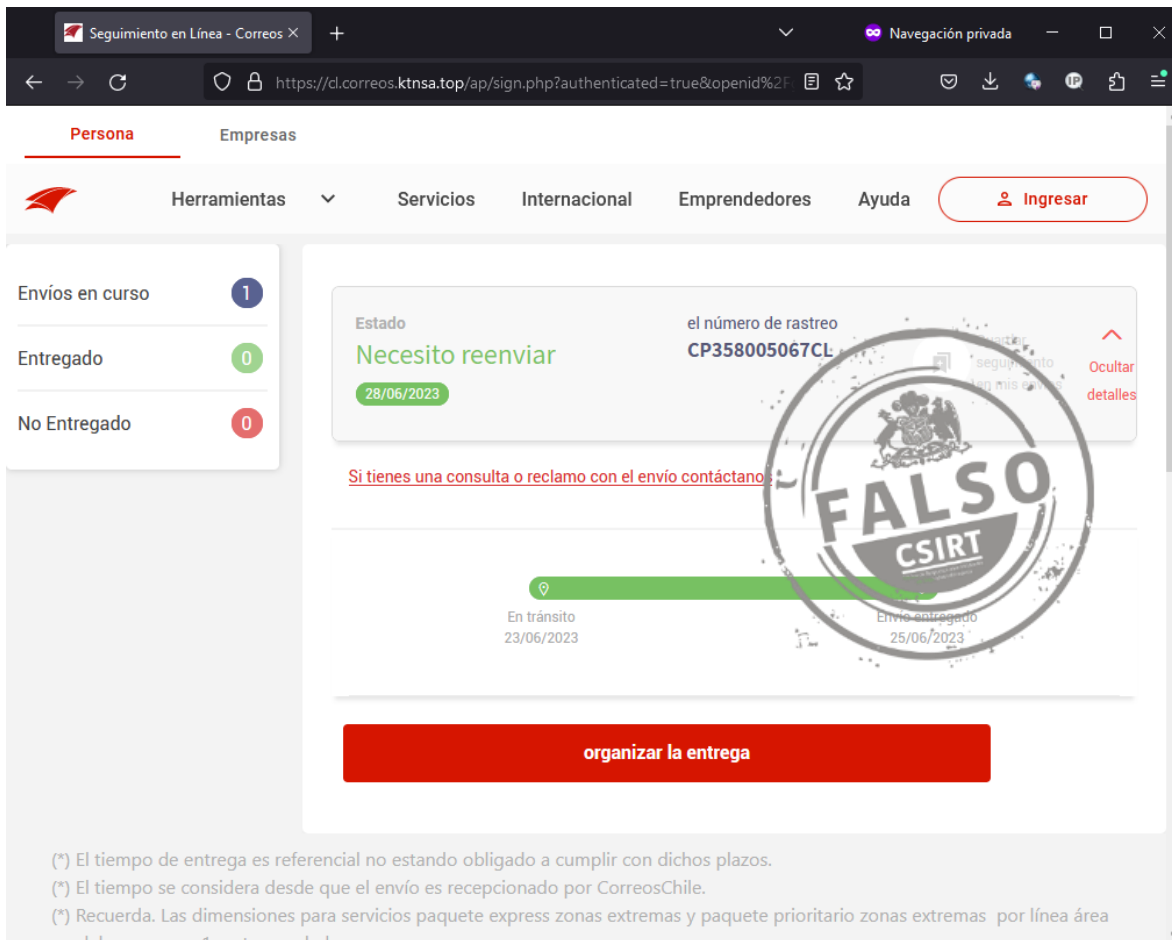 Seguimiento en Línea - Correos
Navegación privada
https://cl.correos.ktnsa.top/ap/sign.php?authenticated=true&openid%2F
Persona
Empresas
Herramientas
Servicios
Internacional
Emprendedores
Ayuda
Ingresar
Envíos en curso
1
Entregado
0
No Entregado
0
Estado
Necesito reenviar
28/06/2023
el número de rastreo
CP358005067CL
seguimiento
en mis envíos
Ocultar
detalles
Si tienes una consulta o reclamo con el envío contáctanos
FALSO
CSIRT
En tránsito
23/06/2023
Envío entregado
25/06/2023
organizar la entrega
(*) El tiempo de entrega es referencial no estando obligado a cumplir con dichos plazos.
(*) El tiempo se considera desde que el envío es recepcionado por CorreosChile.
(*) Recuerda. Las dimensiones para servicios paquete express zonas extremas y paquete prioritario zonas extremas por línea área